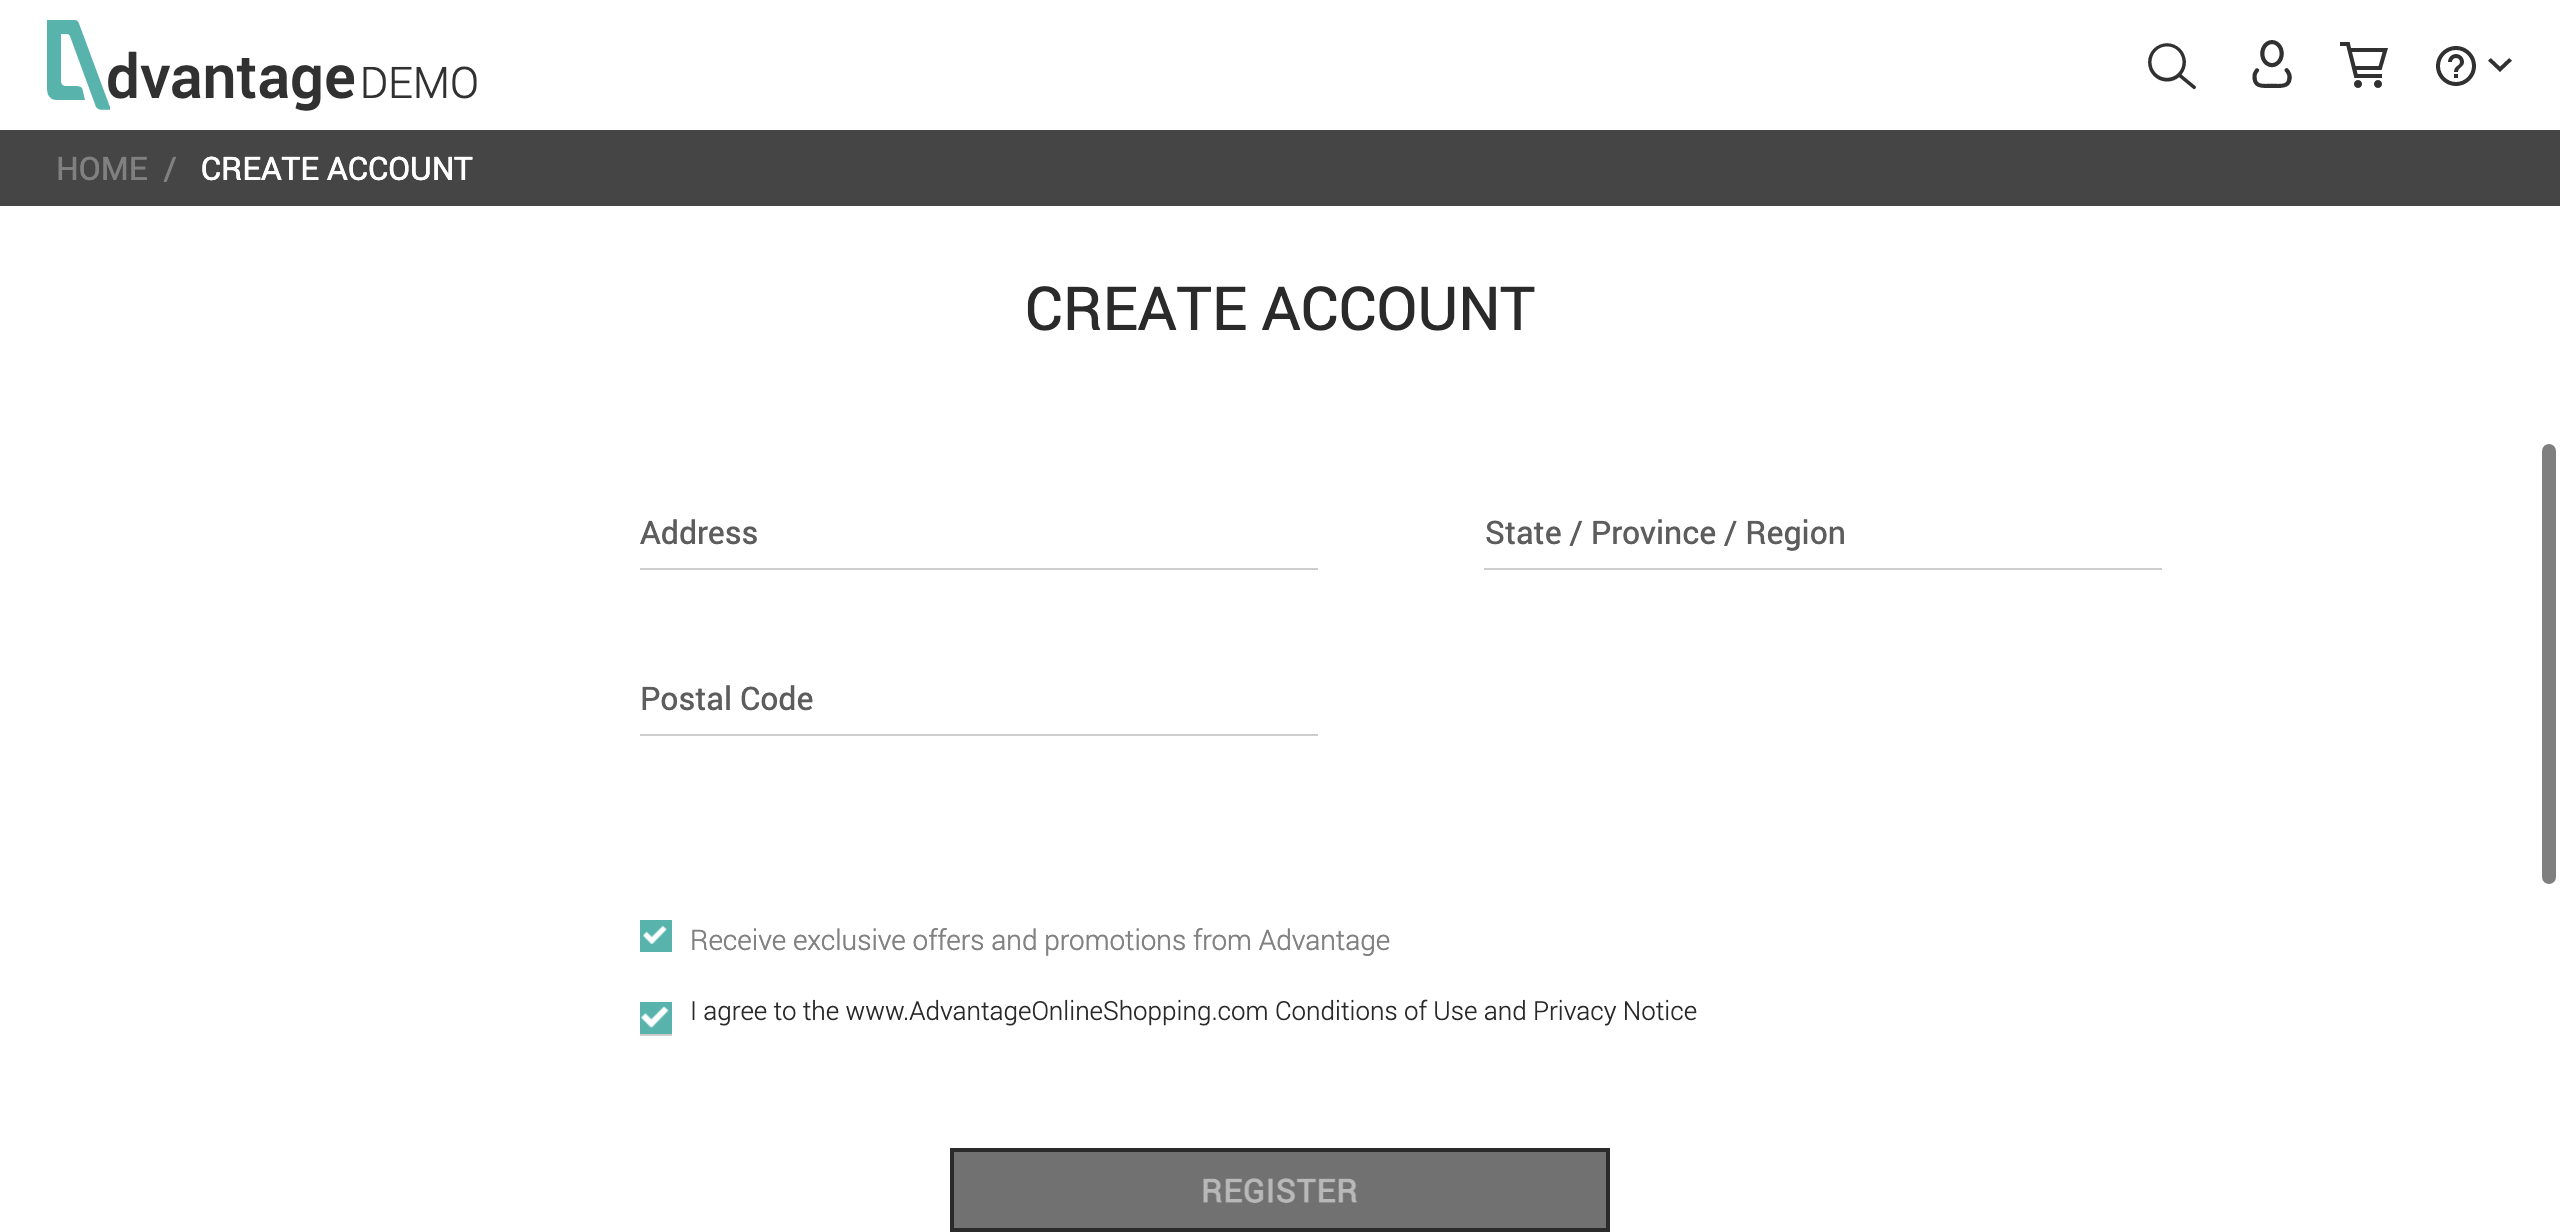 dvantage DEMO
HOME / CREATE ACCOUNT
CREATE ACCOUNT
Address
State / Province / Region
Postal Code
Receive exclusive offers and promotions from Advantage
I agree to the www.AdvantageOnlineShopping.com Conditions of Use and Privacy Notice
REGISTER